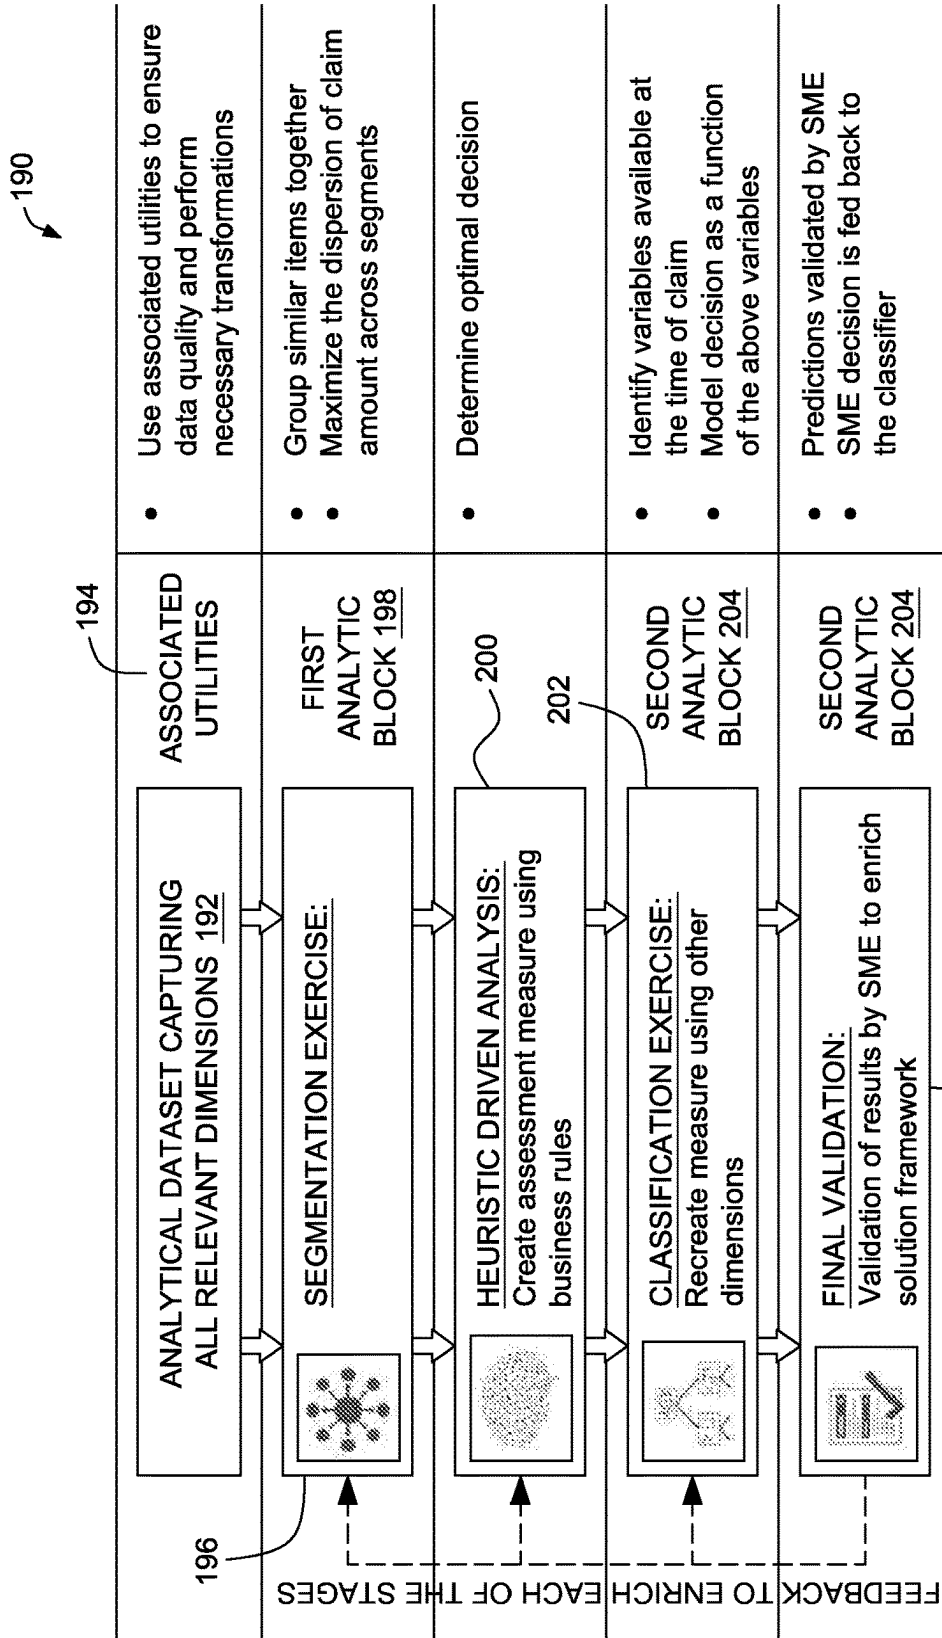 190
194
ANALYTICAL DATASET CAPTURING
ALL RELEVANT DIMENSIONS 192
ASSOCIATED
UTILITIES
• Use associated utilities to ensure
data quality and perform
necessary transformations
196
SEGMENTATION EXERCISE:
FIRST
ANALYTIC
BLOCK 198
• Group similar items together
• Maximize the dispersion of claim
amount across segments
HEURISTIC DRIVEN ANALYSIS:
Create assessment measure using
business rules
200
• Determine optimal decision
202
CLASSIFICATION EXERCISE:
Recreate measure using other
dimensions
SECOND
ANALYTIC
BLOCK 204
• Identify variables available at
the time of claim
• Model decision as a function
of the above variables
FINAL VALIDATION:
Validation of results by SME to enrich
solution framework
SECOND
ANALYTIC
BLOCK 204
• Predictions validated by SME
• SME decision is fed back to
the classifier
FEEDBACK TO ENRICH EACH OF THE STAGES